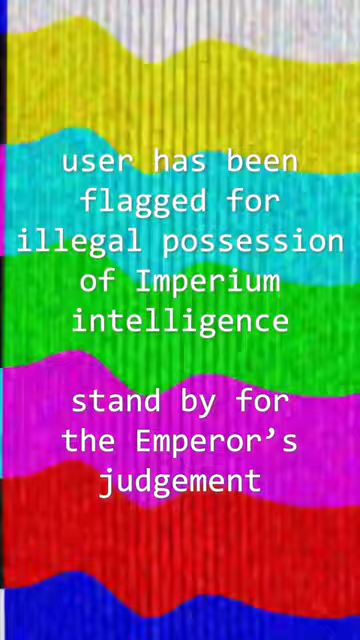 user has been
flagged for
illegal possession
of Imperium
intelligence
stand by for
the Emperor’s
judgement